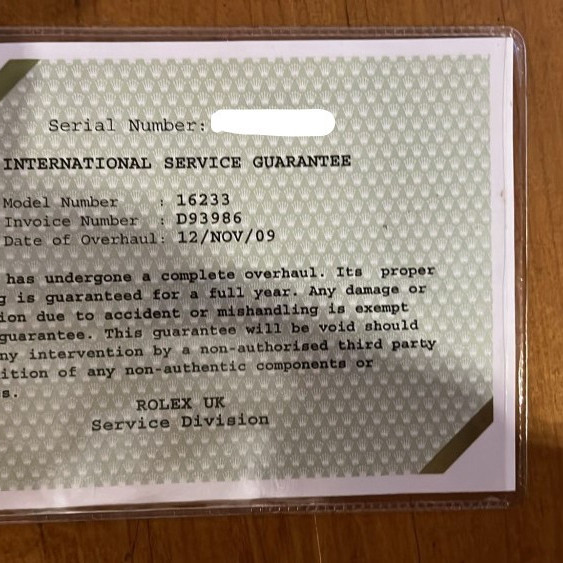 Serial Number:
INTERNATIONAL SERVICE GUARANTEE
Model Number : 16233
Invoice Number : D93986
Date of Overhaul: 12/NOV/09
has undergone a complete overhaul. Its proper
g is guaranteed for a full year. Any damage or
ion due to accident or mishandling is exempt
guarantee. This guarantee will be void should
ny intervention by a non-authorised third party
ition of any non-authentic components or
s.
ROLEX UK
Service Division